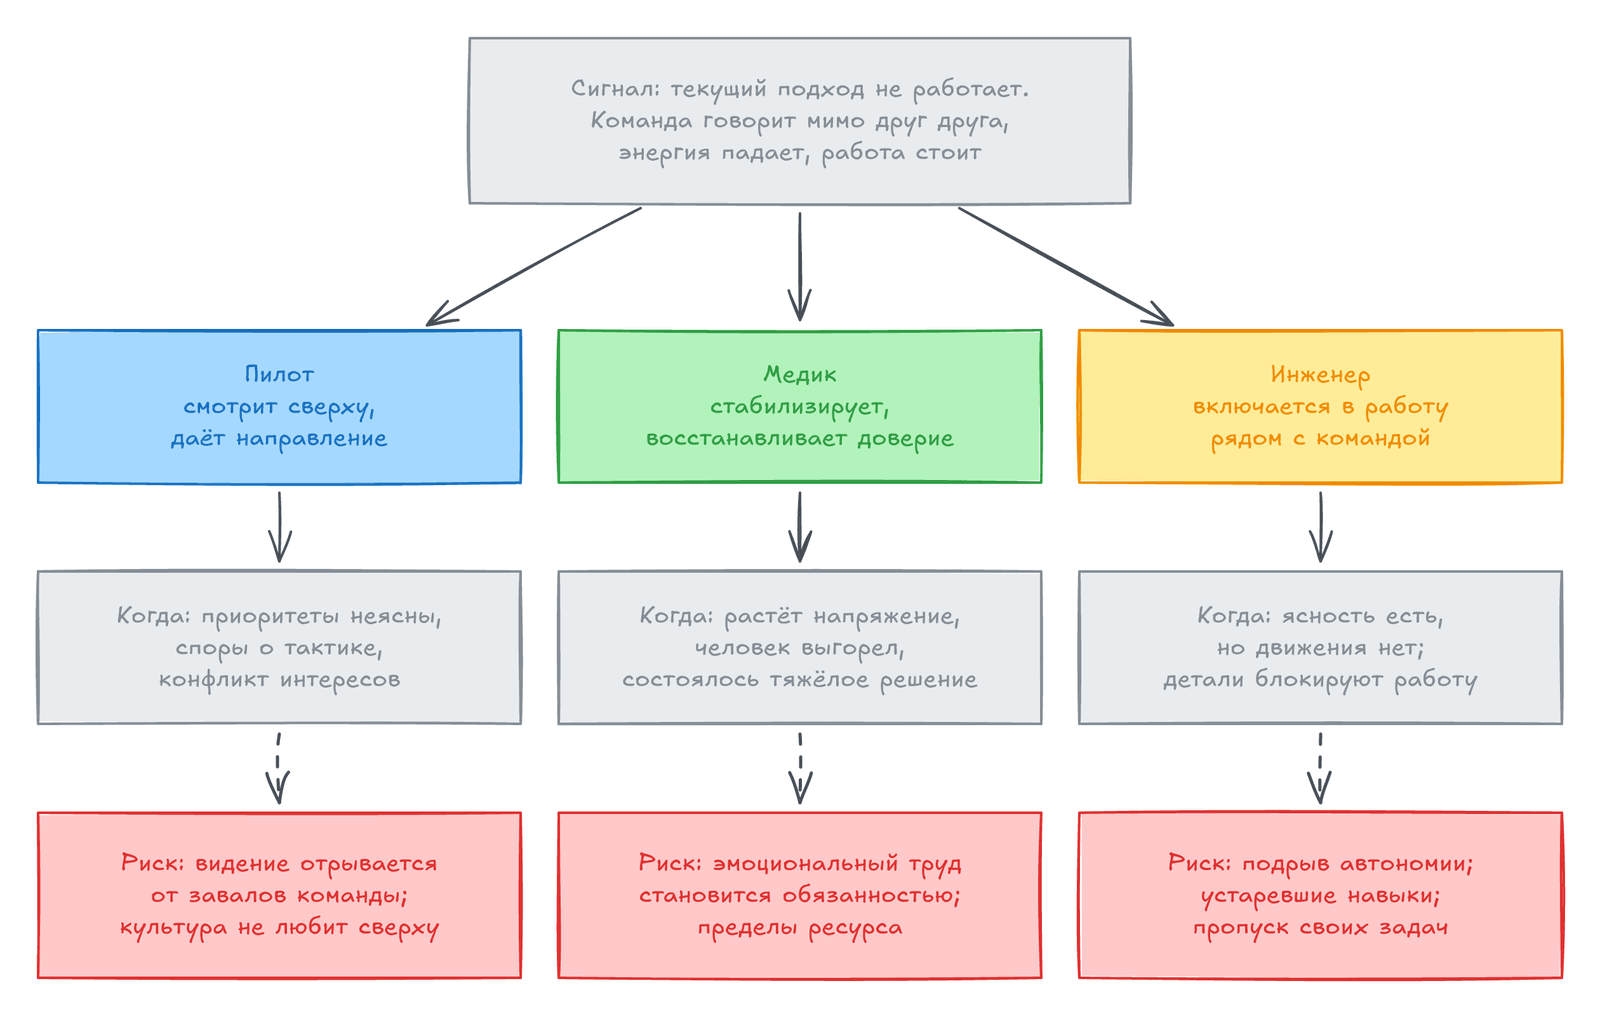 Сигнал: текущий подход не работает.
Команда говорит мимо друг друга,
энергия падает, работа стоит
Пилот
смотрит сверху,
даёт направление
Медик
стабилизирует,
восстанавливает доверие
Инженер
включается в работу
рядом с командой
Когда: приоритеты неясны,
споры о тактике,
конфликт интересов
Когда: растёт напряжение,
человек выгорел,
состоялось тяжёлое решение
Когда: ясность есть,
но движения нет;
детали блокируют работу
Риск: видение отрывается
от завалов команды;
культура не любит сверху
Риск: эмоциональный труд
становится обязанностью;
пределы ресурса
Риск: подрыв автономии;
устаревшие навыки;
пропуск своих задач